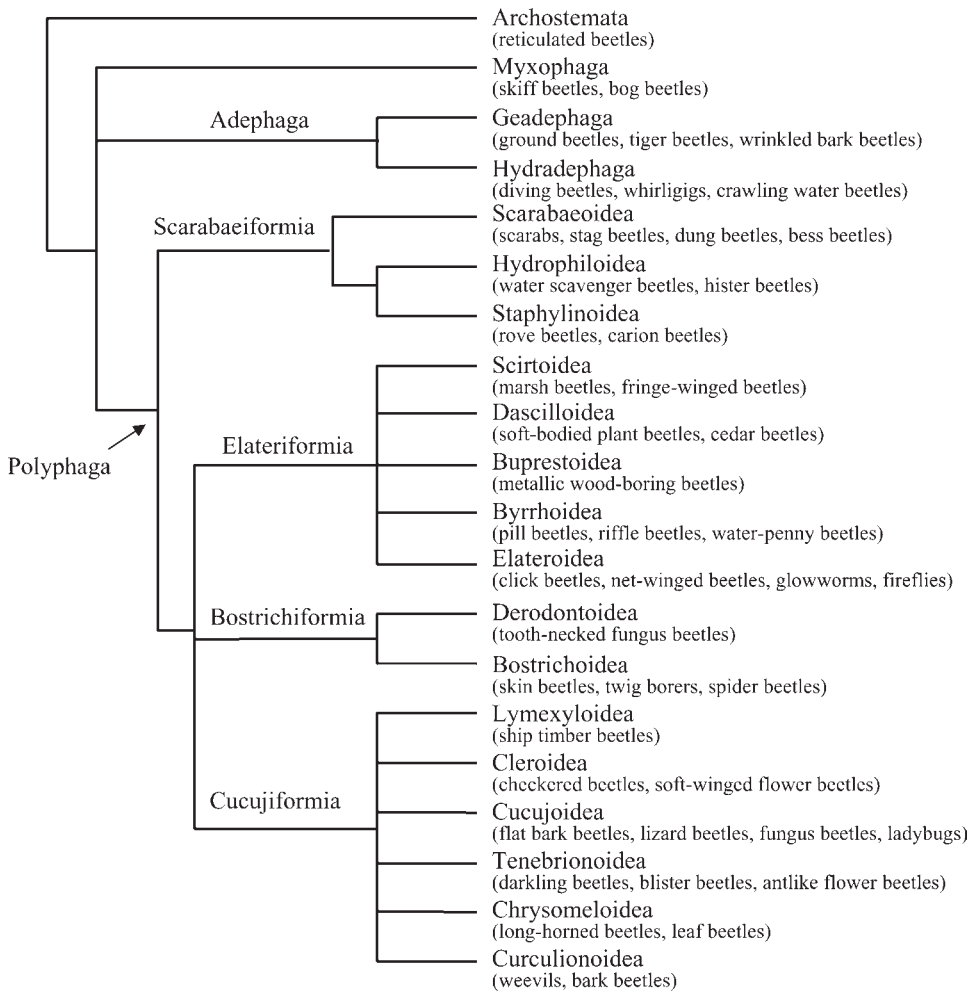 Archostemata
(reticulated beetles)
Myxophaga
(skiff beetles, bog beetles)
Adephaga
Geadephaga
(ground beetles, tiger beetles, wrinkled bark beetles)
Hydradephaga
(diving beetles, whirligigs, crawling water beetles)
Scarabaeiformia
Scarabaeoidea
(scarabs, stag beetles, dung beetles, bess beetles)
Hydrophiloidea
(water scavenger beetles, hister beetles)
Staphylinoidea
(rove beetles, carion beetles)
Polyphaga
Elateriformia
Scirtoidea
(marsh beetles, fringe-winged beetles)
Dascilloidea
(soft-bodied plant beetles, cedar beetles)
Buprestoidea
(metallic wood-boring beetles)
Byrrhoidea
(pill beetles, riffle beetles, water-penny beetles)
Elateroidea
(click beetles, net-winged beetles, glowworms, fireflies)
Bostrichiformia
Derodontoidea
(tooth-necked fungus beetles)
Bostrichoidea
(skin beetles, twig borers, spider beetles)
Cucujiformia
Lymexyloidea
(ship timber beetles)
Cleroidea
(checkered beetles, soft-winged flower beetles)
Cucujoidea
(flat bark beetles, lizard beetles, fungus beetles, ladybugs)
Tenebrionoidea
(darkling beetles, blister beetles, antlike flower beetles)
Chrysomeloidea
(long-horned beetles, leaf beetles)
Curculionoidea
(weevils, bark beetles)